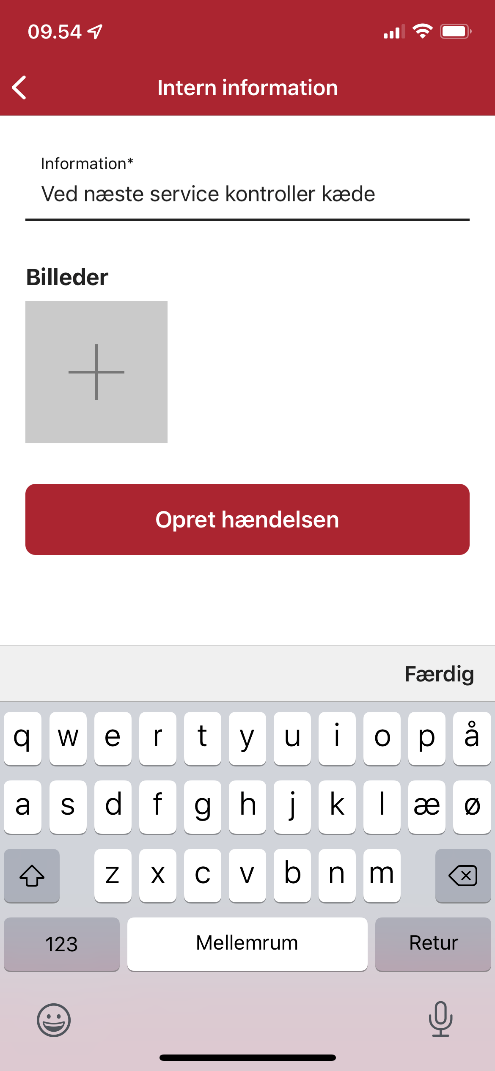 09.54
Intern information
Information*
Ved næste service kontroller kæde
Billeder
Opret hændelsen
Færdig
q w e r t y u i o p å
a s d f g h j k l æ ø
z x c v b n m
123 Mellemrum Retur